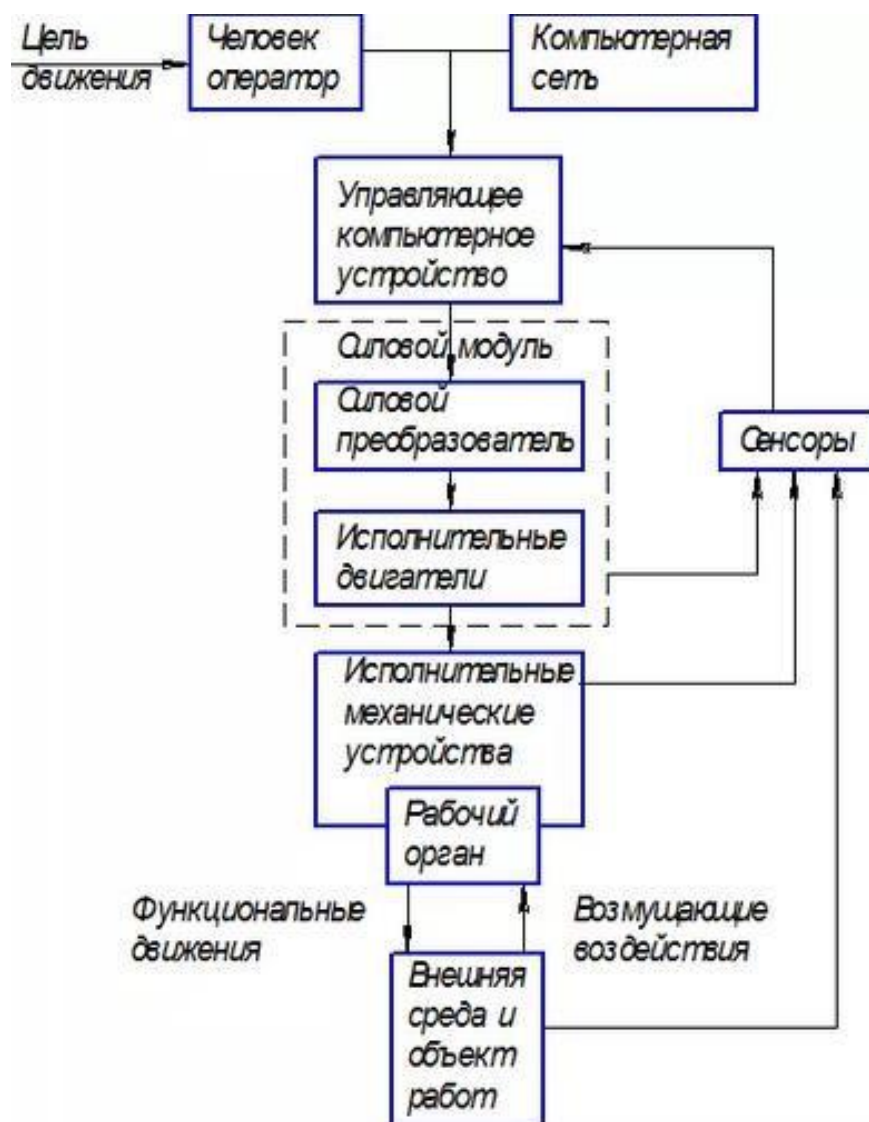 Цель
движения
Человек
оператор
Компьютерная
сеть
Управляющее
компьютерное
устройство
Силовой модуль
Силовой
преобразователь
Сенсоры
Исполнительные
двигатели
Исполнительные
механические
устройства
Рабочий
орган
Функциональные
движения
Возмущающие
воздействия
Внешняя
среда и
объект
работ